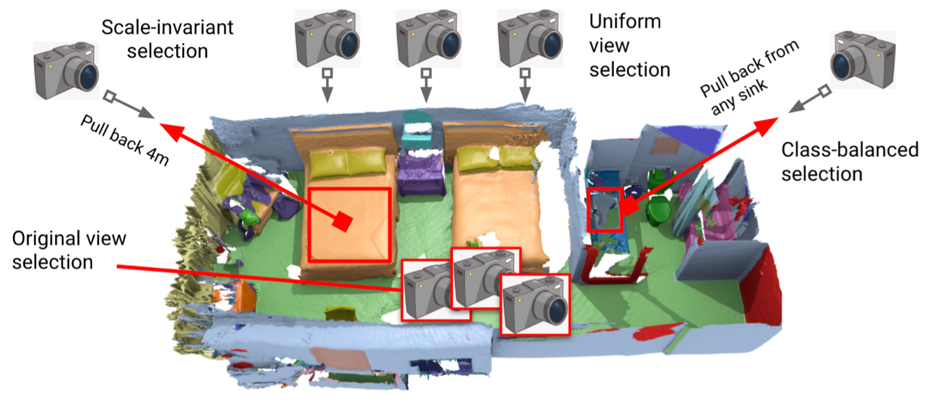 Scale-invariant
selection
Uniform
view
selection
Pull back 4m
Pull back from
any sink
Class-balanced
selection
Original view
selection